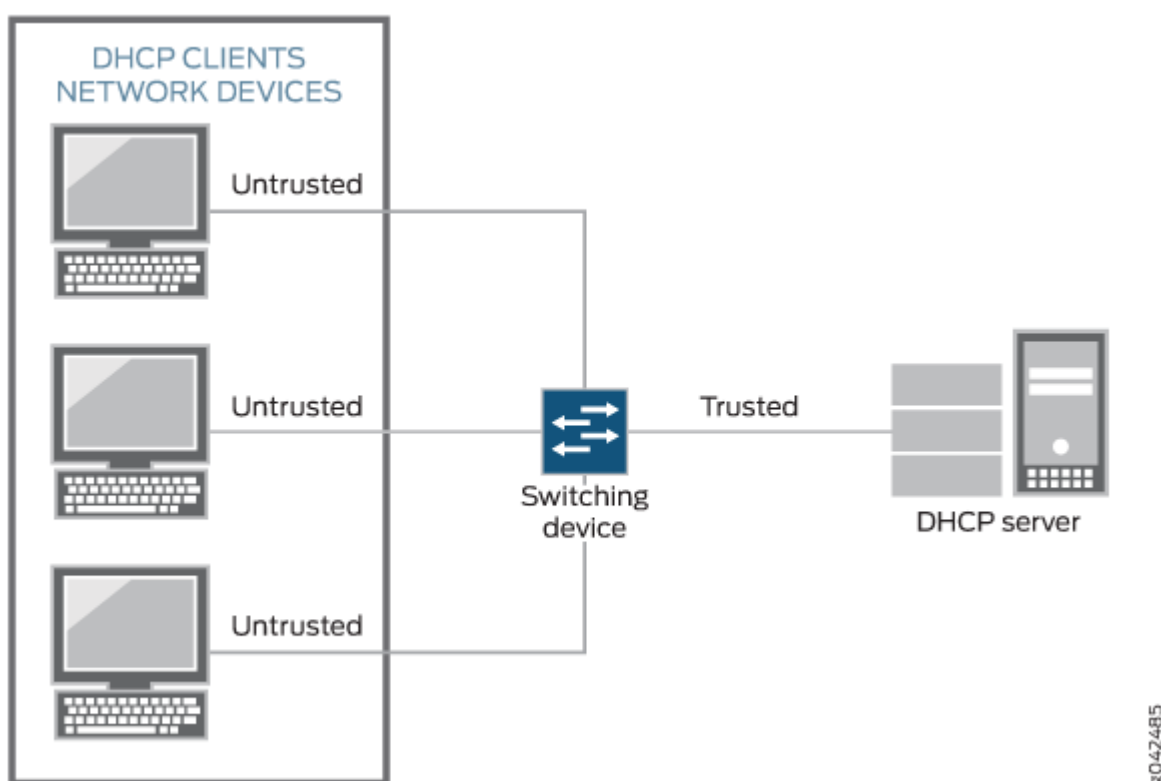 DHCP CLIENTS
NETWORK DEVICES
Untrusted
Untrusted
Trusted
Switching
device
DHCP server
Untrusted
g042485